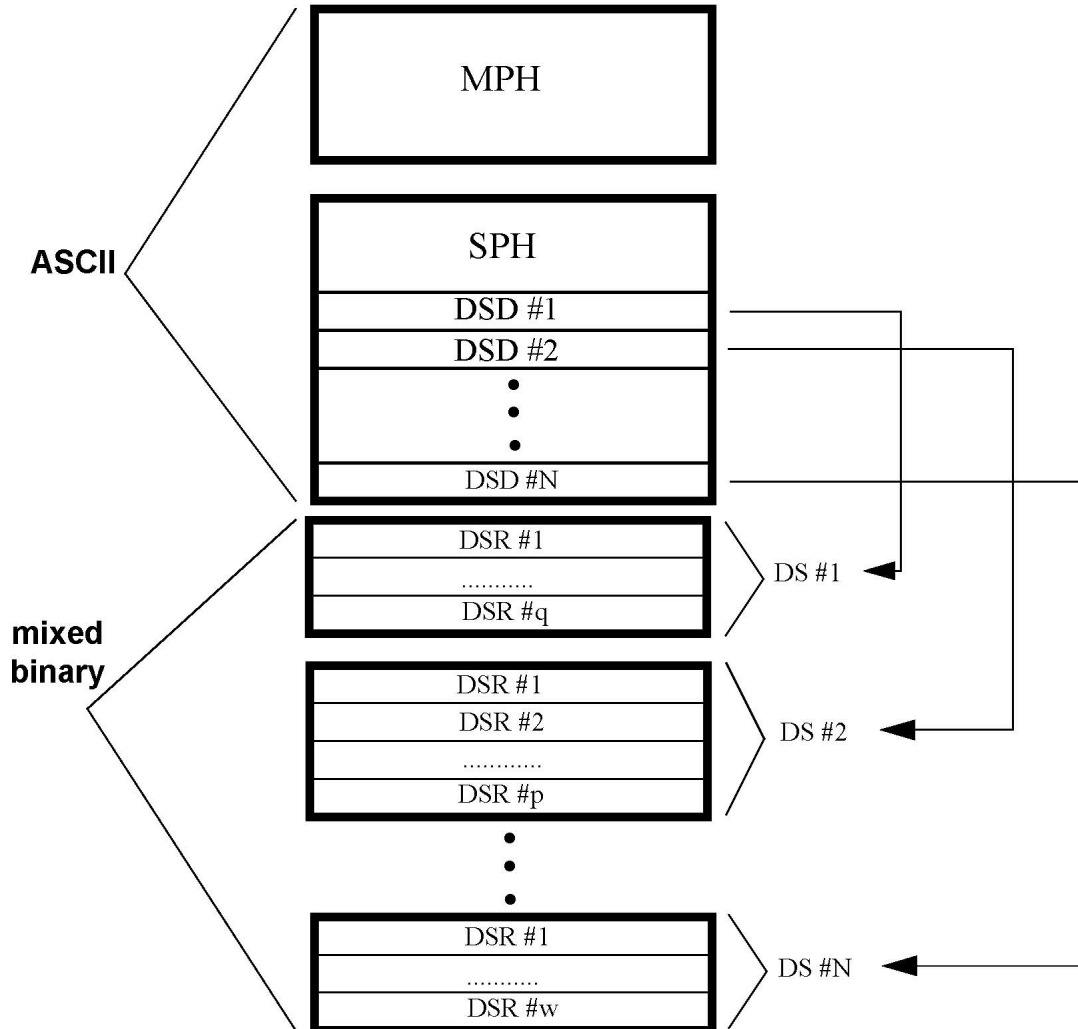 MPH
ASCII
SPH
DSD #1
DSD #2
DSD #N
DSR #1
...........
DSR #q
DS #1
mixed
binary
DSR #1
DSR #2
............
DSR #p
DS #2
DSR #1
...........
DSR #w
DS #N